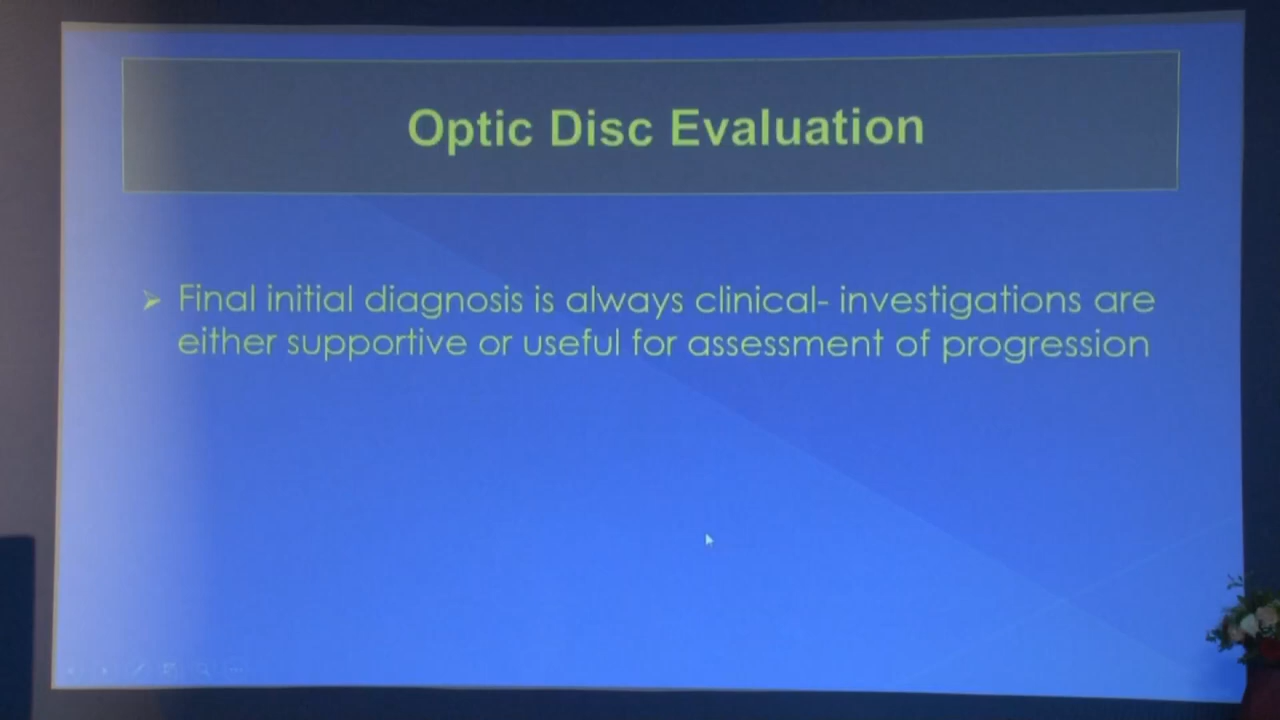 Optic Disc Evaluation
➢ Final initial diagnosis is always clinical- investigations are
either supportive or useful for assessment of progression